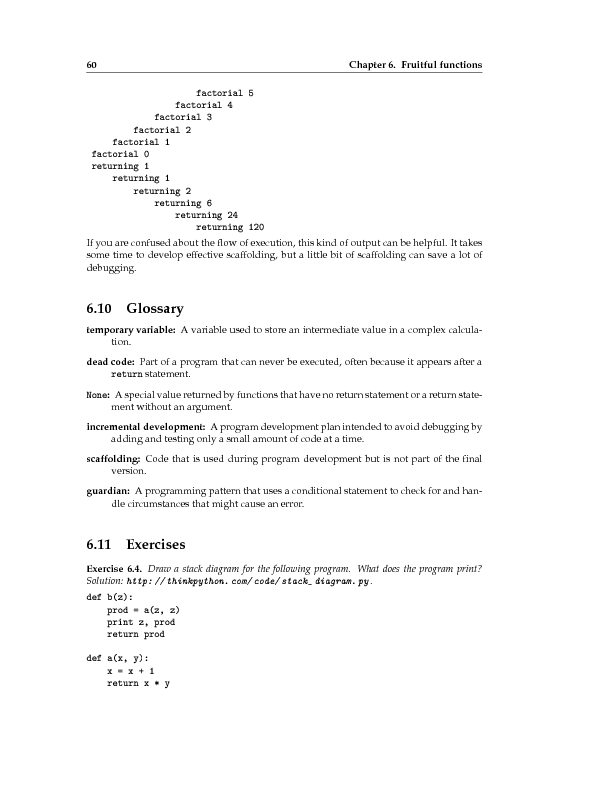 60 Chapter 6. Fruitful functions
factorial 5
factorial 4
factorial 3
factorial 2
factorial 1
factorial 0
returning 1
returning 1
returning 2
returning 6
returning 24
returning 120
If you are confused about the flow of execution, this kind of output can be helpful. It takes
some time to develop effective scaffolding, but a little bit of scaffolding can save a lot of
debugging.
6.10 Glossary
temporary variable: A variable used to store an intermediate value in a complex calcula-
tion.
dead code: Part of a program that can never be executed, often because it appears after a
return statement.
None: A special value returned by functions that have no return statement or a return state-
ment without an argument.
incremental development: A program development plan intended to avoid debugging by
adding and testing only a small amount of code at a time.
scaffolding: Code that is used during program development but is not part of the final
version.
guardian: A programming pattern that uses a conditional statement to check for and han-
dle circumstances that might cause an error.
6.11 Exercises
Exercise 6.4. Draw a stack diagram for the following program. What does the program print?
Solution: http://thinkpython.com/code/stack_diagram.py.
def b(z):
    prod = a(z, z)
    print z, prod
    return prod
def a(x, y):
    x = x + 1
    return x * y